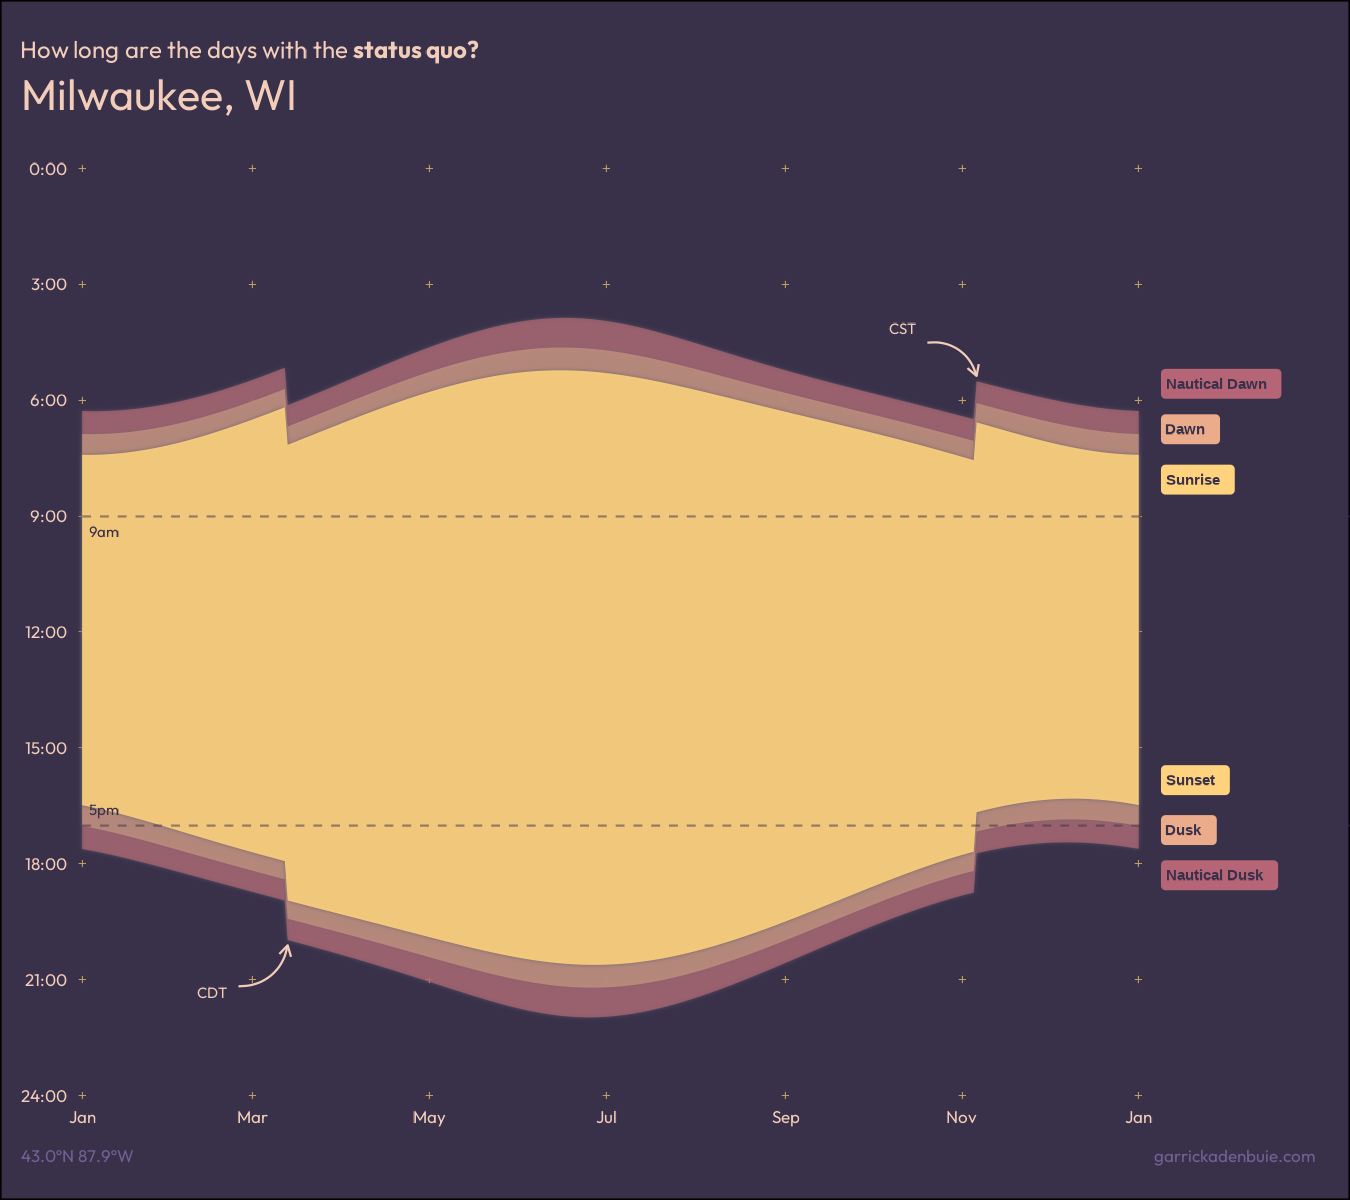 How long are the days with the status quo?
Milwaukee, WI
0:00
3:00
CST
Nautical Dawn
6:00
Dawn
Sunrise
9:00
9am
12:00
15:00
Sunset
5pm
Dusk
18:00
Nautical Dusk
21:00
CDT
24:00
Jan Mar May Jul Sep Nov Jan
43.0°N 87.9°W
garrickadenbuie.com